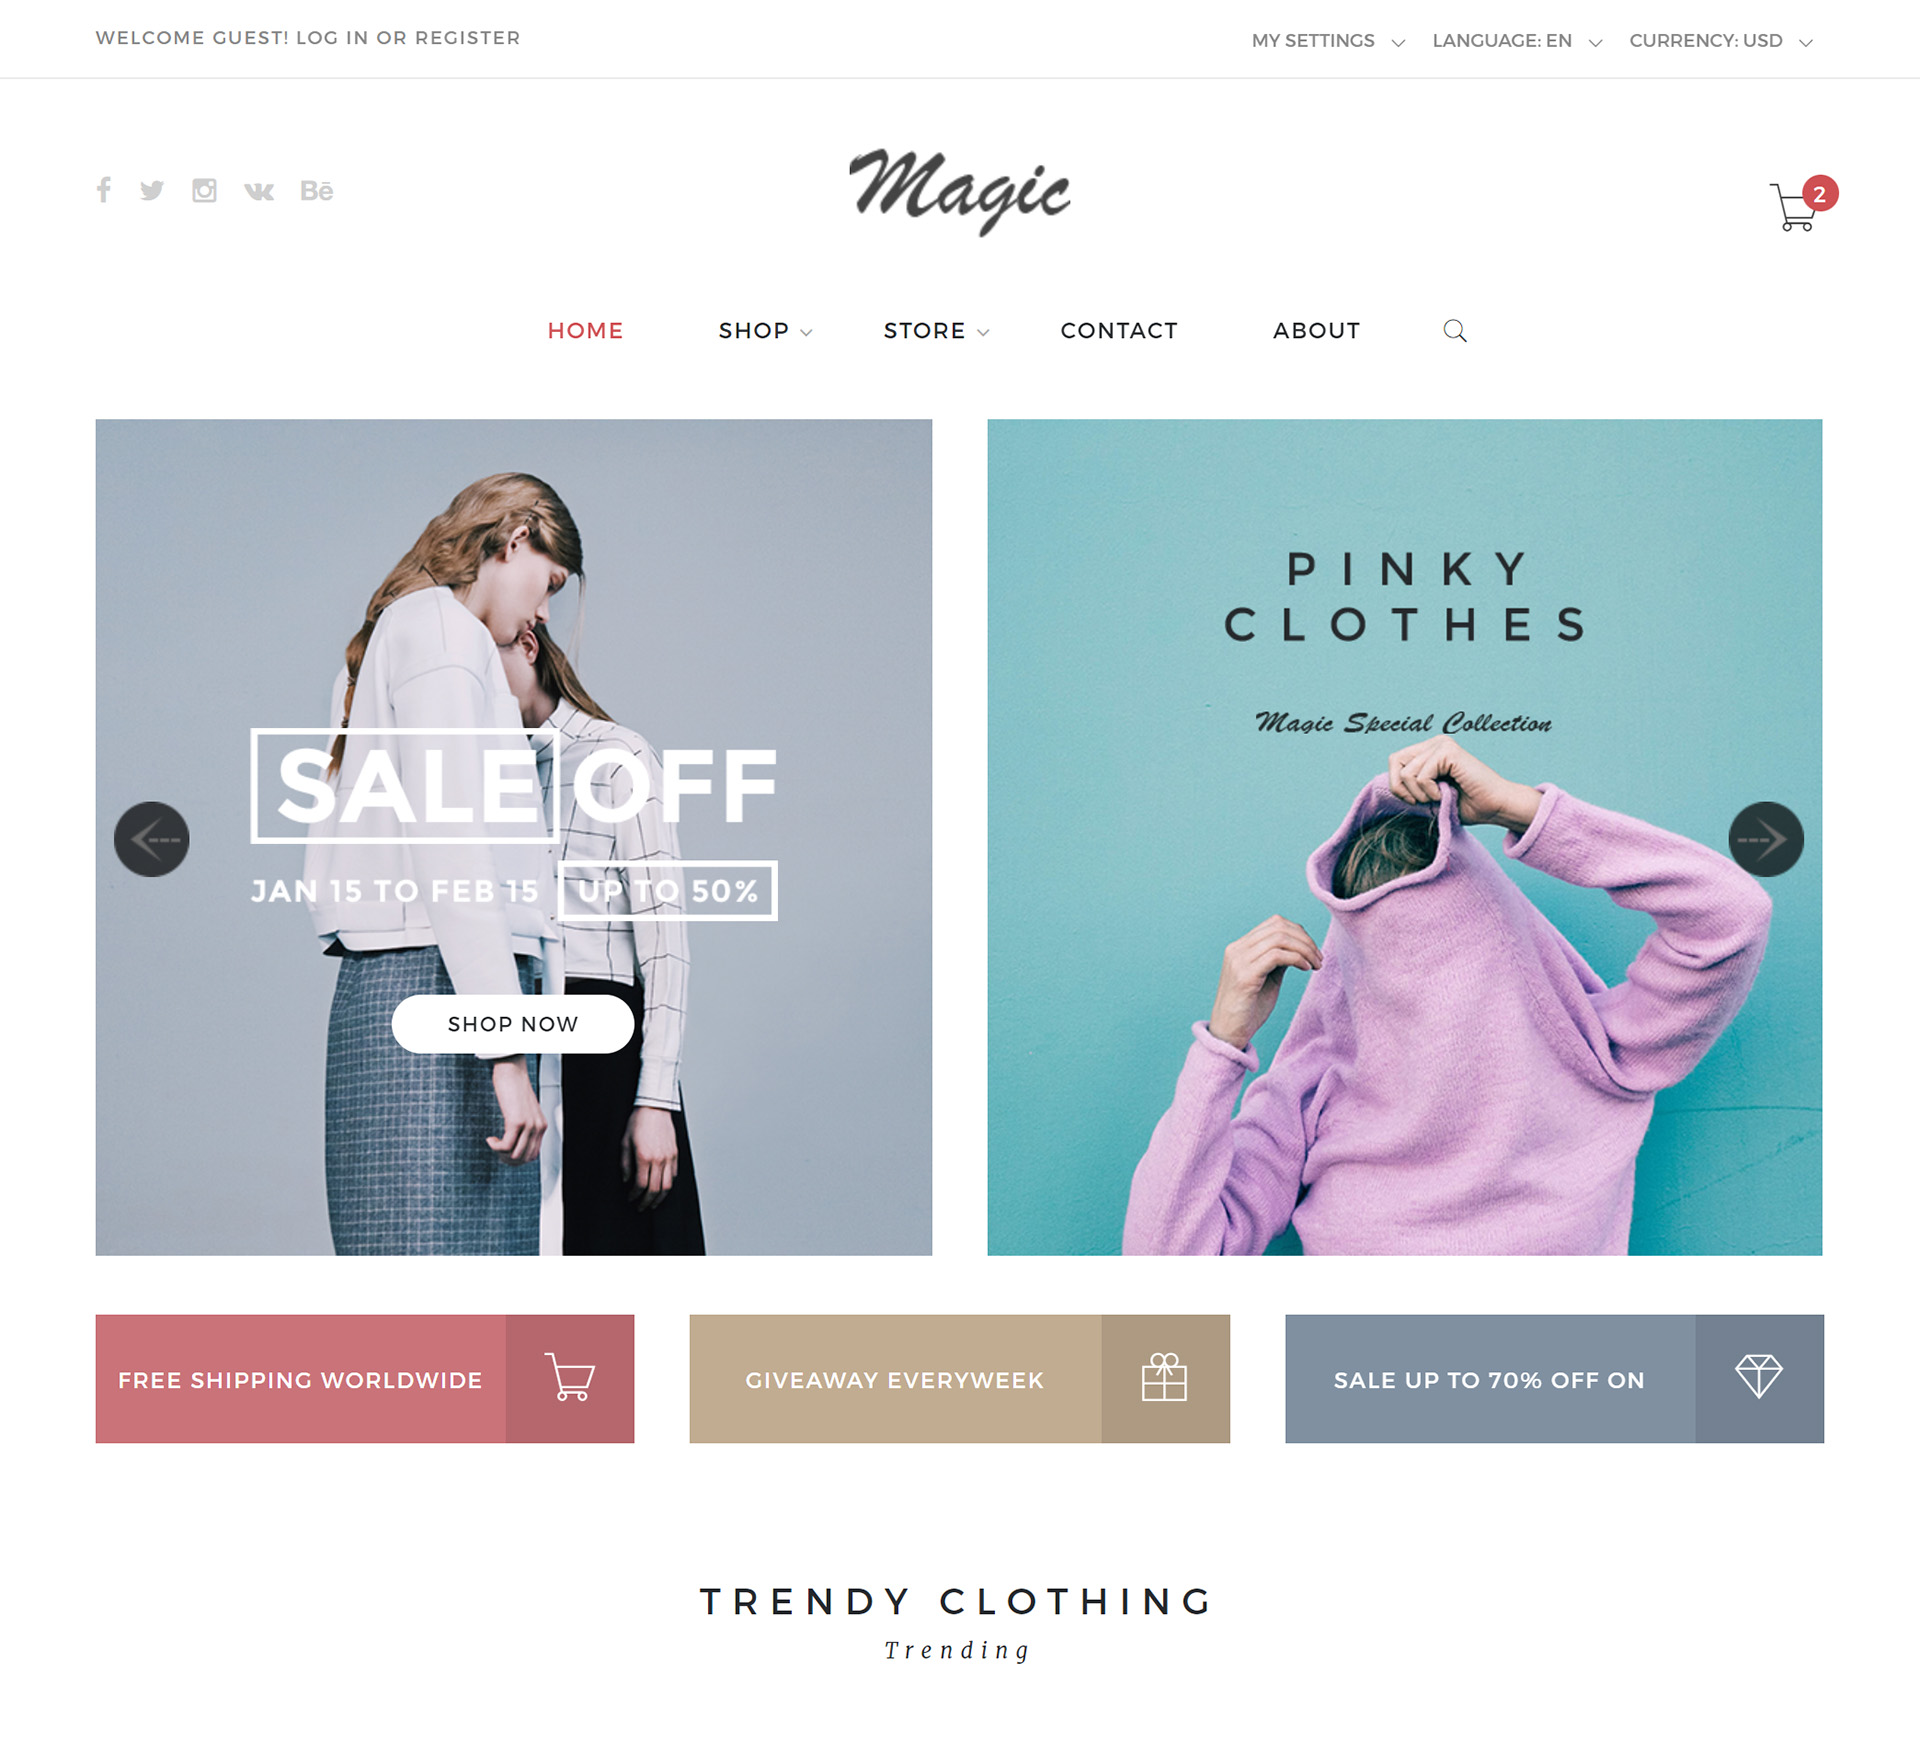 WELCOME GUEST! LOG IN OR REGISTER
MY SETTINGS
LANGUAGE: EN
CURRENCY: USD
Bē
Magic
2
HOME
SHOP
STORE
CONTACT
ABOUT
SALE OFF
JAN 15 TO FEB 15 UP TO 50%
SHOP NOW
PINKY
CLOTHES
Magic Special Collection
FREE SHIPPING WORLDWIDE
GIVEAWAY EVERYWEEK
SALE UP TO 70% OFF ON
TRENDY CLOTHING
Trending